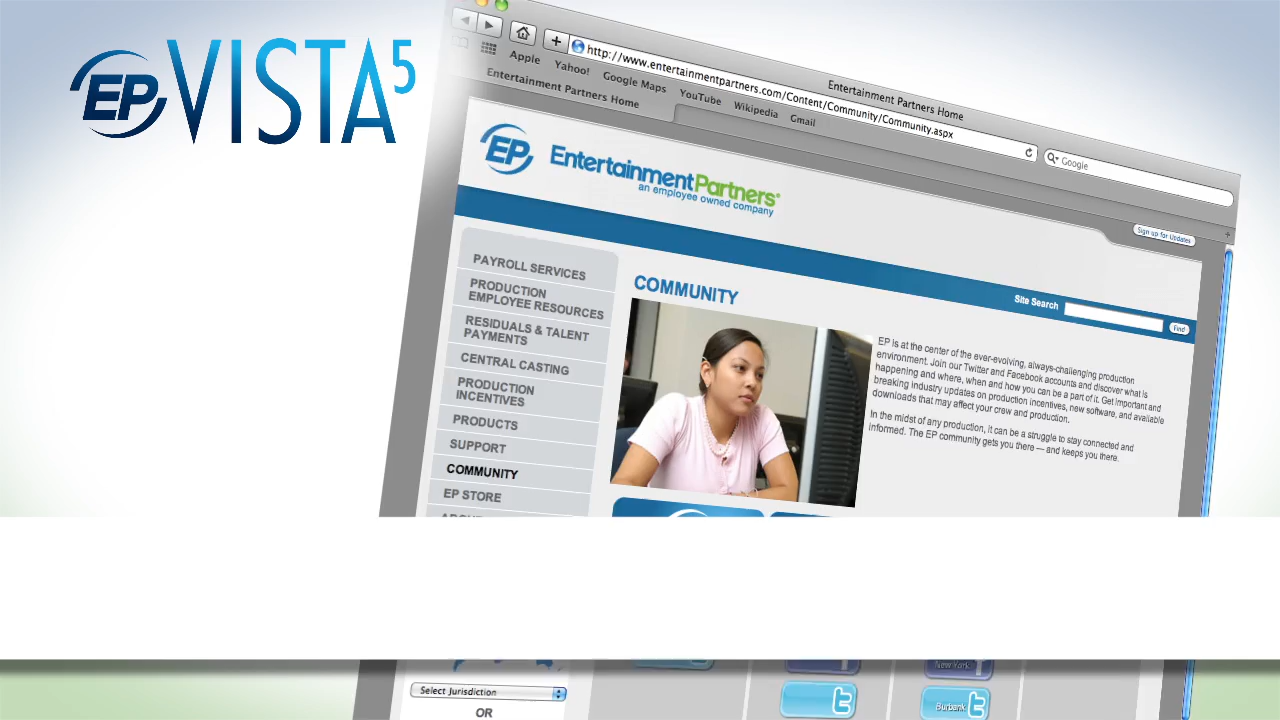 EP VISTA 5
Entertainment Partners Home
http://www.entertainmentpartners.com/Content/Community/Community.aspx
Google
Apple Yahoo! Google Maps YouTube Wikipedia Gmail
Entertainment Partners Home
EP EntertainmentPartners®
an employee owned company
Sign up for Updates
Site Search
Find
PAYROLL SERVICES
PRODUCTION
EMPLOYEE RESOURCES
RESIDUALS & TALENT
PAYMENTS
CENTRAL CASTING
PRODUCTION
INCENTIVES
PRODUCTS
SUPPORT
COMMUNITY
EP STORE
COMMUNITY
EP is at the center of the ever-evolving, always-challenging production
environment. Join our Twitter and Facebook accounts and discover what is
happening and where, when and how you can be a part of it. Get important and
breaking industry updates on production incentives, new software, and available
downloads that may affect your crew and production.
In the midst of any production, it can be a struggle to stay connected and
informed. The EP community gets you there — and keeps you there.
New York
Select Jurisdiction
OR
Burbank